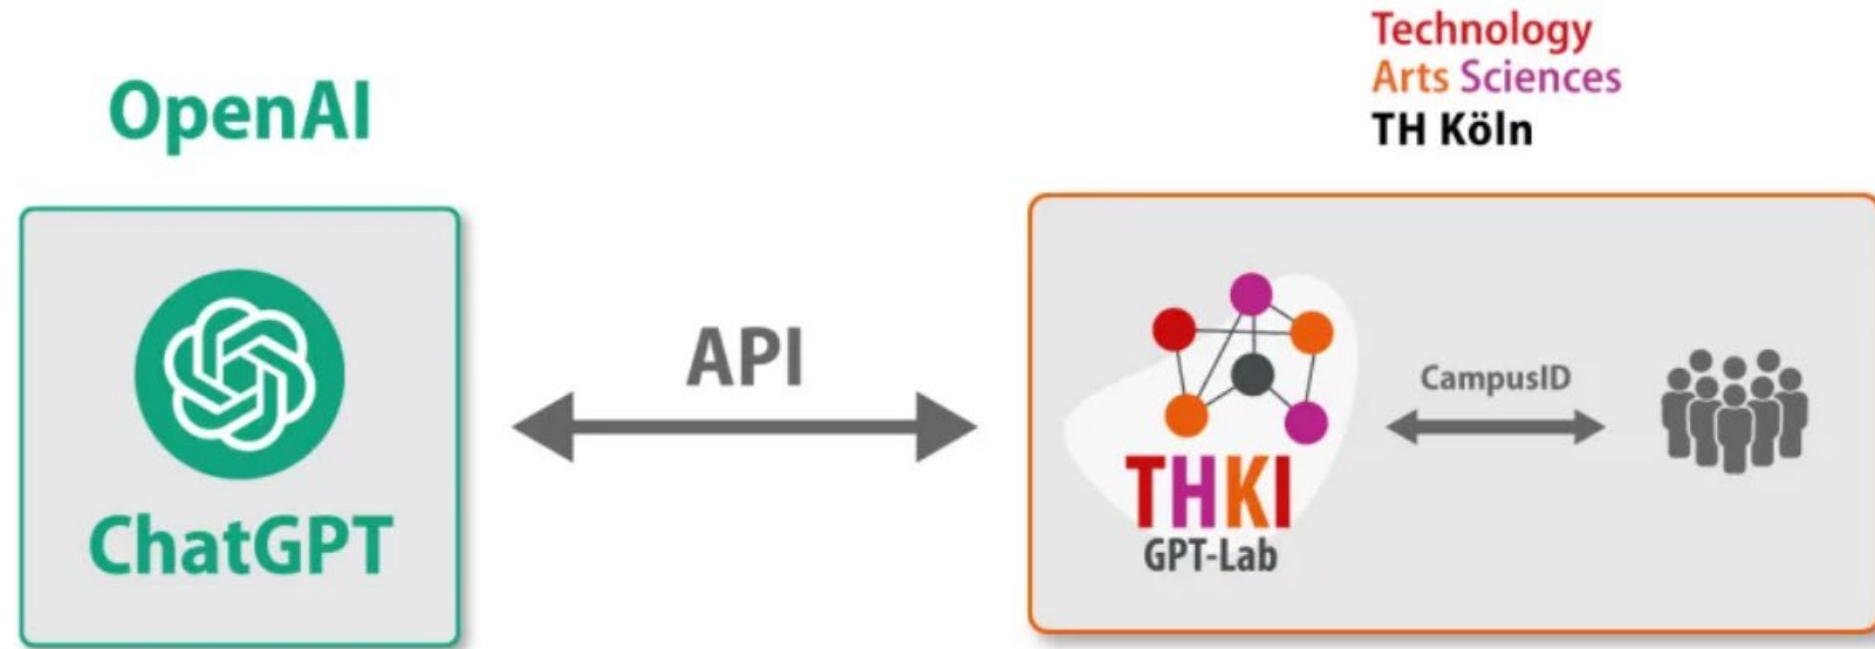 OpenAI
ChatGPT
API
Technology
Arts Sciences
TH Köln
THKI
GPT-Lab
CampusID